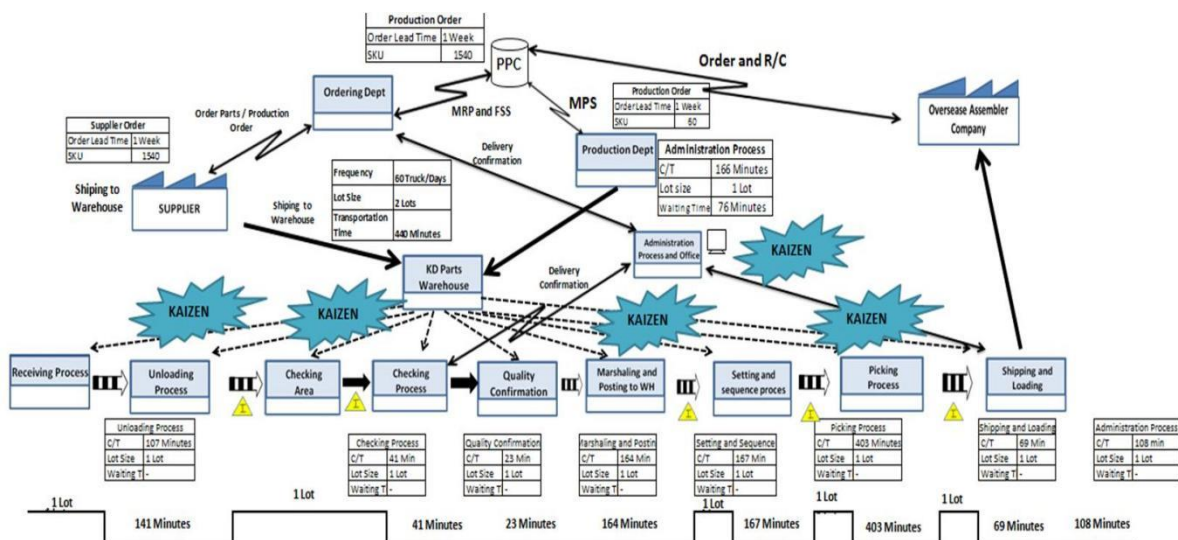 Production Order
Order Lead Time 1 Week
SKU 1540
PPC
Order and R/C
Ordering Dept
MRP and FSS
MPS
Production Order
OrderLead Time 1 Week
SKU 60
Oversease Assembler
Company
Order Parts / Production
Order
Supplier Order
Order Lead Time 1 Week
SKU 1540
Delivery
Confirmation
Production Dept
Administration Process
C/T 166 Minutes
Lot size 1 Lot
Waiting Time 76 Minutes
Frequency 60 Truck/Days
Lot Size 2 Lots
Transportation
Time 440 Minutes
Shiping to
Warehouse
SUPPLIER
Shiping to
Warehouse
Administration
Process and Office
KAIZEN
KD Parts
Warehouse
Delivery
Confirmation
KAIZEN
KAIZEN
KAIZEN
KAIZEN
Receiving Process
Unloading
Process
Checking
Area
Checking
Process
Quality
Confirmation
Marshaling and
Posting to WH
Setting and
sequence proces
Picking
Process
Shipping and
Loading
I
I
I
I
I
Unloading Process
C/T 107 Minutes
Lot Size 1 Lot
Waiting T -
Checking Process
C/T 41 Min
Lot Size 1 Lot
Waiting T -
Quality Confirmation
C/T 23 Min
Lot Size 1 Lot
Waiting T -
Marshaling and Postin
C/T 164 Min
Lot Size 1 Lot
Waiting T -
Setting and Sequence
C/T 167 Min
Lot Size 1 Lot
Waiting T -
Picking Process
C/T 403 Minutes
Lot Size 1 Lot
Waiting T -
Shipping and Loading
C/T 69 Min
Lot Size 1 Lot
Waiting T -
Administration Process
C/T 108 min
Lot Size 1 Lot
Waiting T -
1 Lot
1 Lot
1 Lot
1 Lot
1 Lot
141 Minutes
41 Minutes
23 Minutes
164 Minutes
167 Minutes
403 Minutes
69 Minutes
108 Minutes